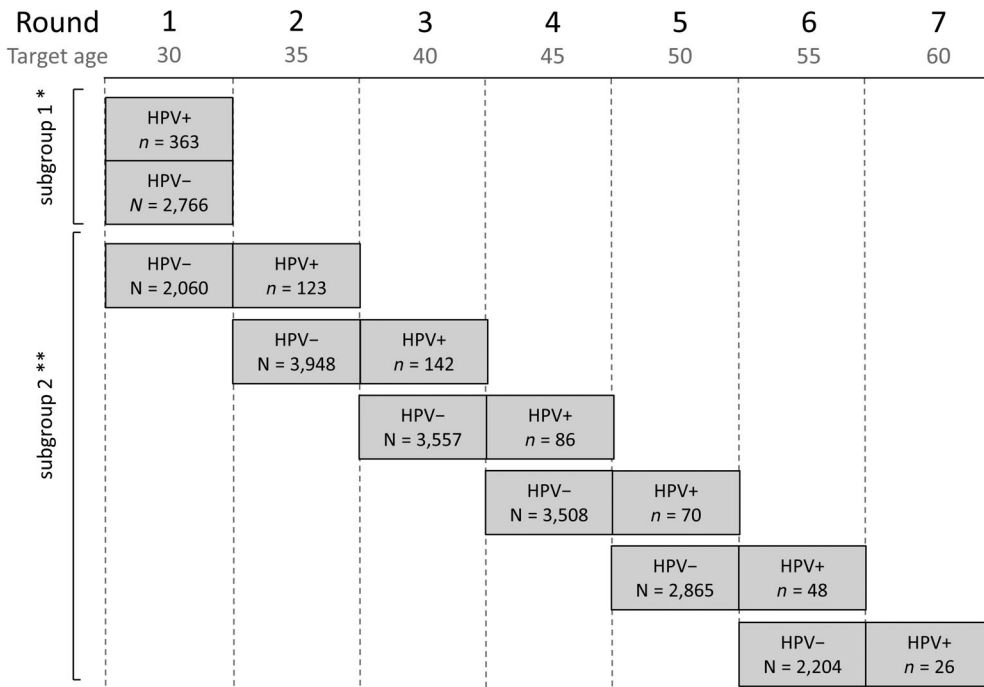 Round 1 2 3 4 5 6 7
Target age 30 35 40 45 50 55 60
subgroup 1 *
HPV+
n = 363
HPV−
N = 2,766
subgroup 2 **
HPV− HPV+
N = 2,060 n = 123
HPV− HPV+
N = 3,948 n = 142
HPV− HPV+
N = 3,557 n = 86
HPV− HPV+
N = 3,508 n = 70
HPV− HPV+
N = 2,865 n = 48
HPV− HPV+
N = 2,204 n = 26